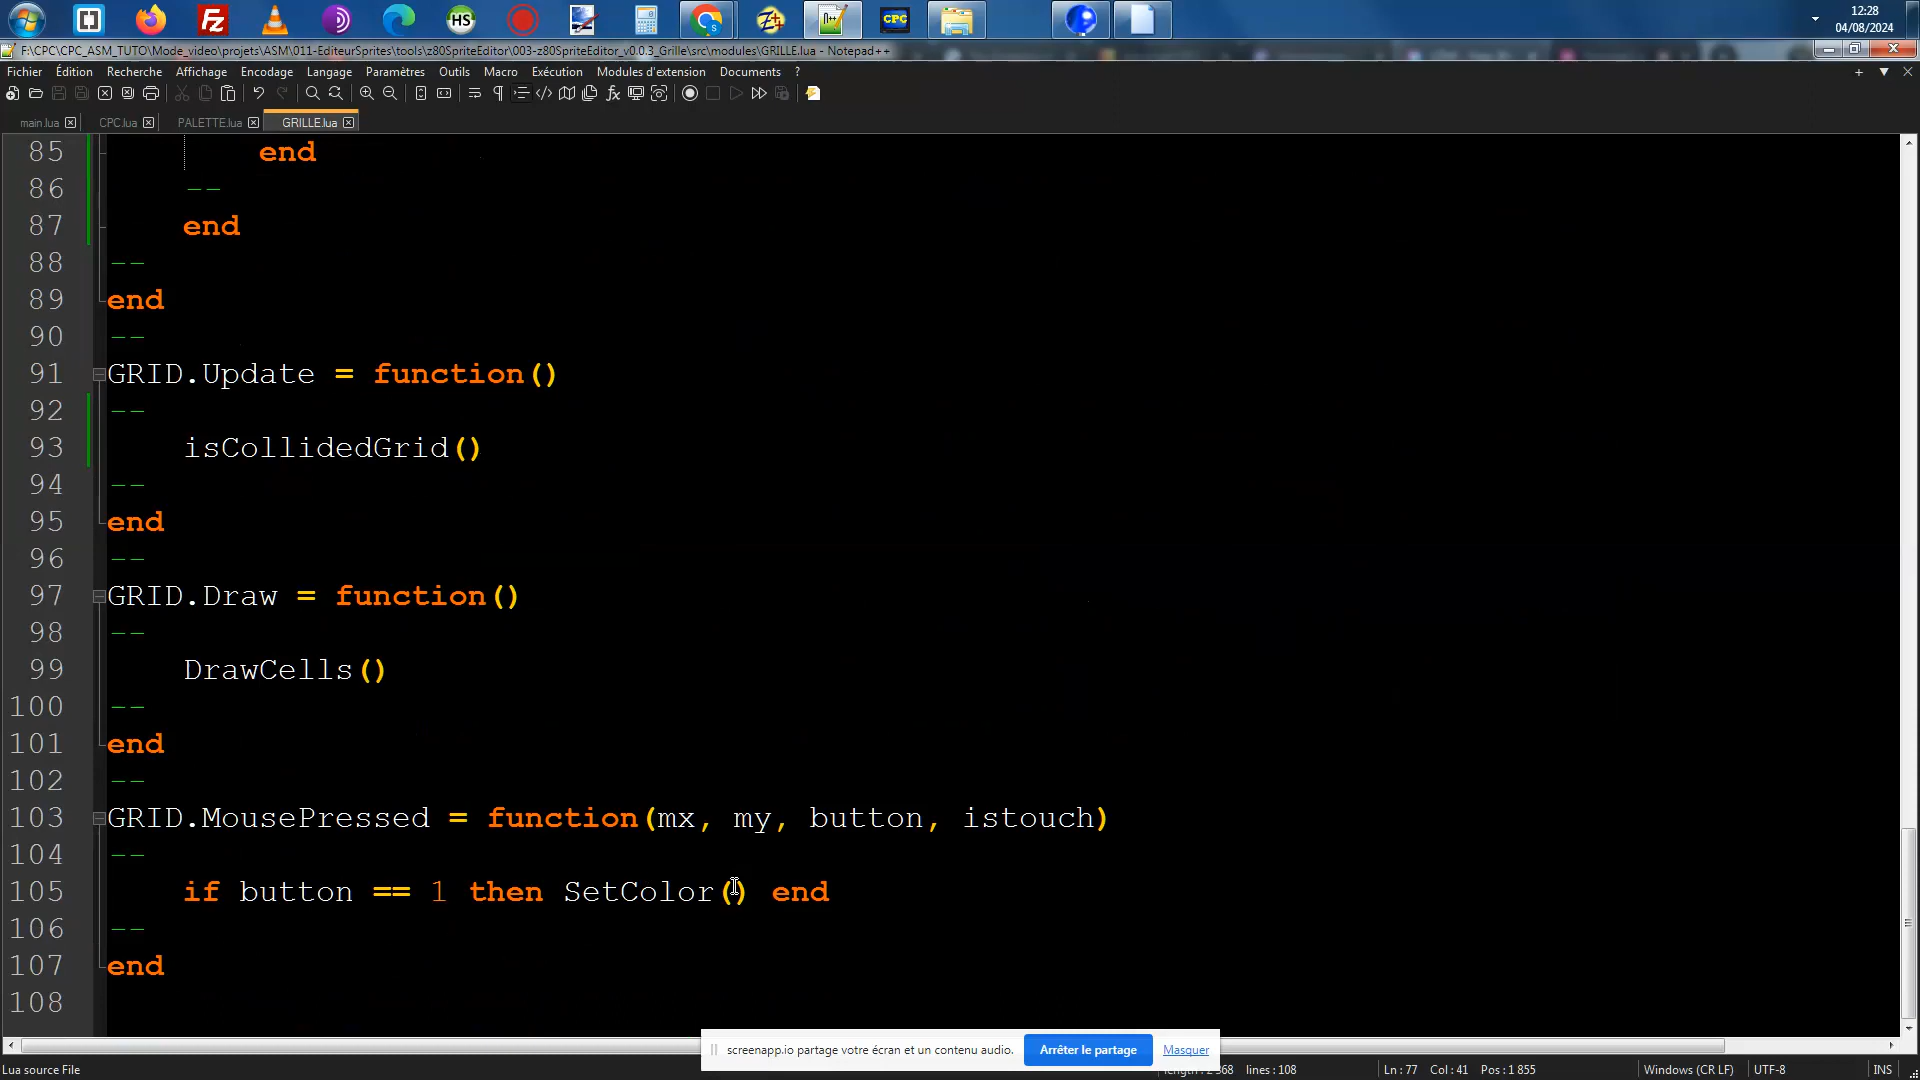 12:28
04/08/2024
F:\CPC\CPC_ASM_TUTO\Mode_video\projets\ASM\011-EditeurSprites\tools\z80SpriteEditor\003-z80SpriteEditor_v0.0.3_Grille\src\modules\GRILLE.lua - Notepad++
Fichier Édition Recherche Affichage Encodage Langage Paramètres Outils Macro Exécution Modules d'extension Documents ?
main.lua CPC.lua PALETTE.lua GRILLE.lua
85 end
86 --
87 end
88 --
89 end
90 --
91 GRID.Update = function()
92 --
93 isCollidedGrid()
94 --
95 end
96 --
97 GRID.Draw = function()
98 --
99 DrawCells()
100 --
101 end
102 --
103 GRID.MousePressed = function(mx, my, button, istouch)
104 --
105 if button == 1 then SetColor() end
106 --
107 end
108
screenapp.io partage votre écran et un contenu audio. Arrêter le partage Masquer
Lua source File lines : 108 Ln : 77 Col : 41 Pos : 1 855 Windows (CR LF) UTF-8 INS